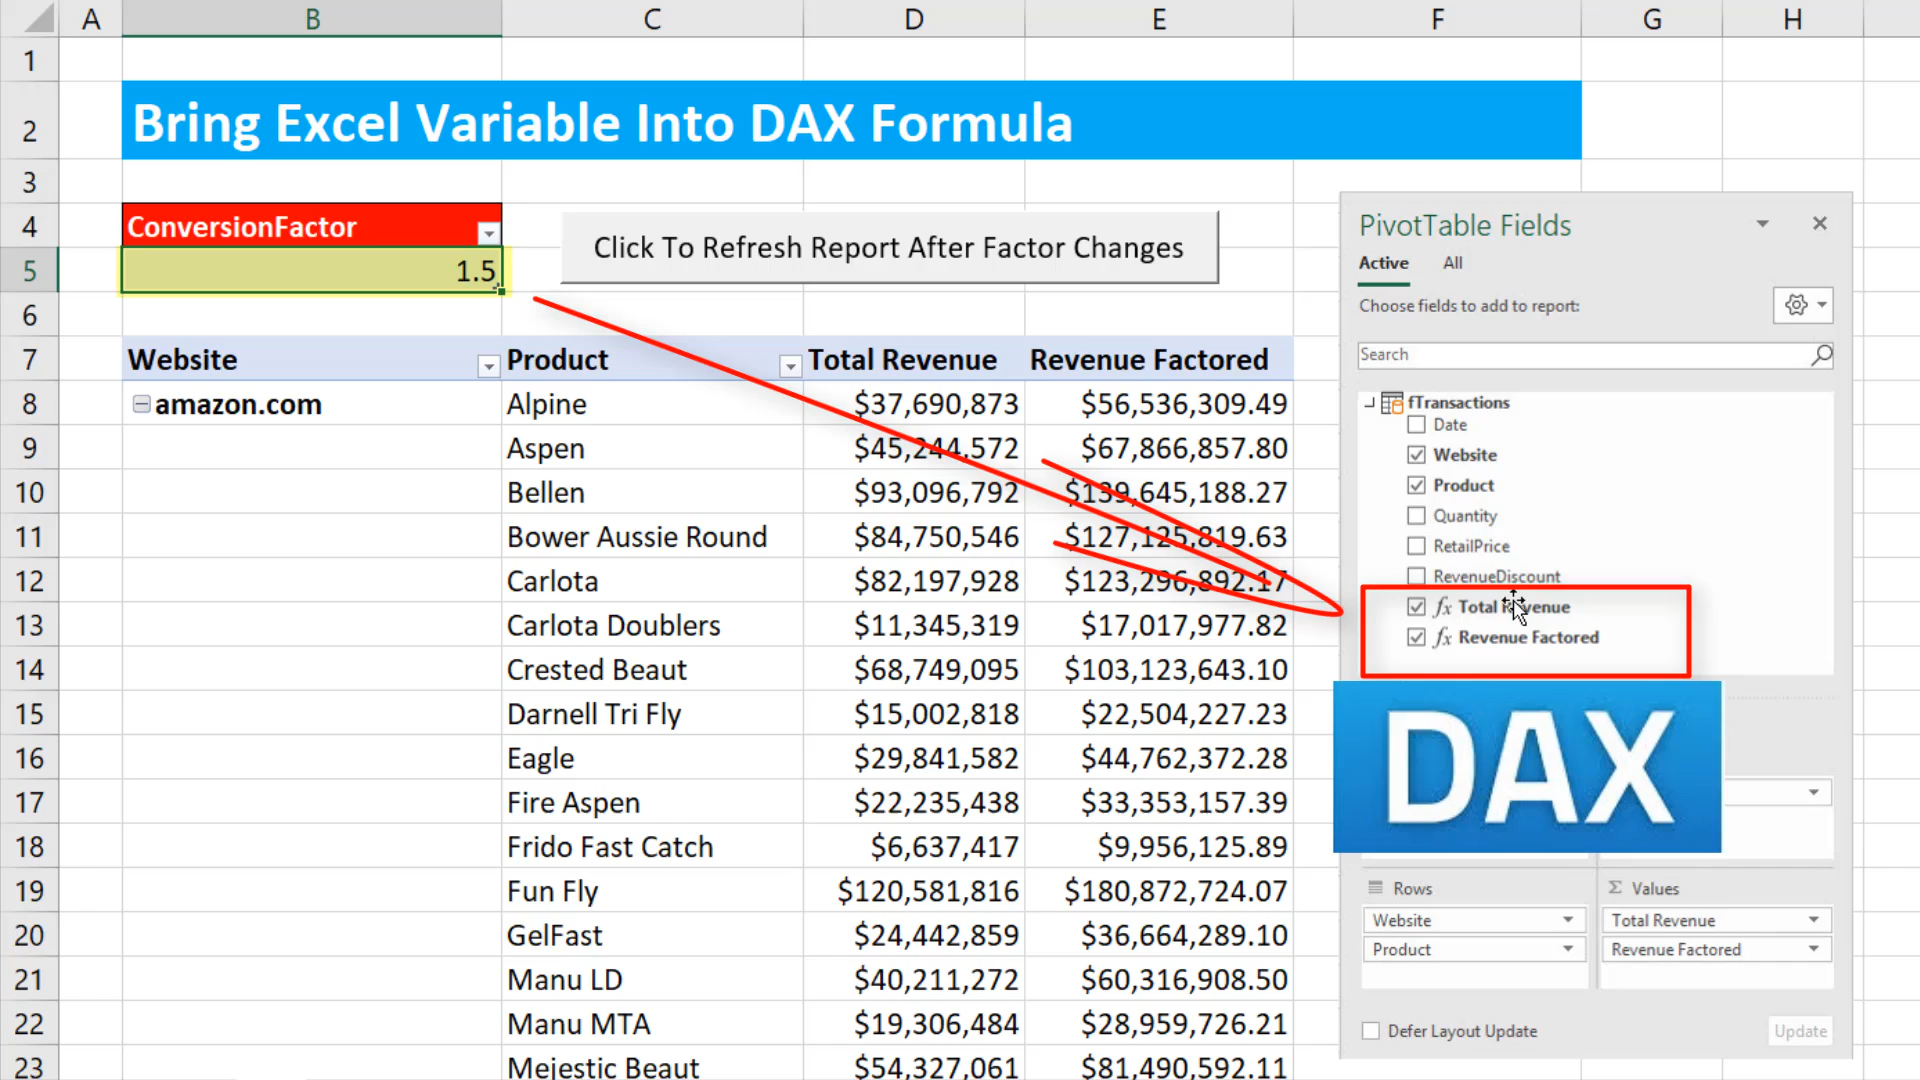 A B C D E F G H
1
2 Bring Excel Variable Into DAX Formula
3
4 ConversionFactor
5 1.5
Click To Refresh Report After Factor Changes
6
7 Website Product Total Revenue Revenue Factored
8 amazon.com Alpine $37,690,873 $56,536,309.49
9 Aspen $45,244,572 $67,866,857.80
10 Bellen $93,096,792 $139,645,188.27
11 Bower Aussie Round $84,750,546 $127,125,819.63
12 Carlota $82,197,928 $123,296,892.17
13 Carlota Doublers $11,345,319 $17,017,977.82
14 Crested Beaut $68,749,095 $103,123,643.10
15 Darnell Tri Fly $15,002,818 $22,504,227.23
16 Eagle $29,841,582 $44,762,372.28
17 Fire Aspen $22,235,438 $33,353,157.39
18 Frido Fast Catch $6,637,417 $9,956,125.89
19 Fun Fly $120,581,816 $180,872,724.07
20 GelFast $24,442,859 $36,664,289.10
21 Manu LD $40,211,272 $60,316,908.50
22 Manu MTA $19,306,484 $28,959,726.21
23 Mejestic Beaut $54,327,061 $81,490,592.11
PivotTable Fields
Active All
Choose fields to add to report:
Search
fTransactions
Date
Website
Product
Quantity
RetailPrice
RevenueDiscount
fx Total Revenue
fx Revenue Factored
DAX
Rows Σ Values
Website Total Revenue
Product Revenue Factored
Defer Layout Update Update